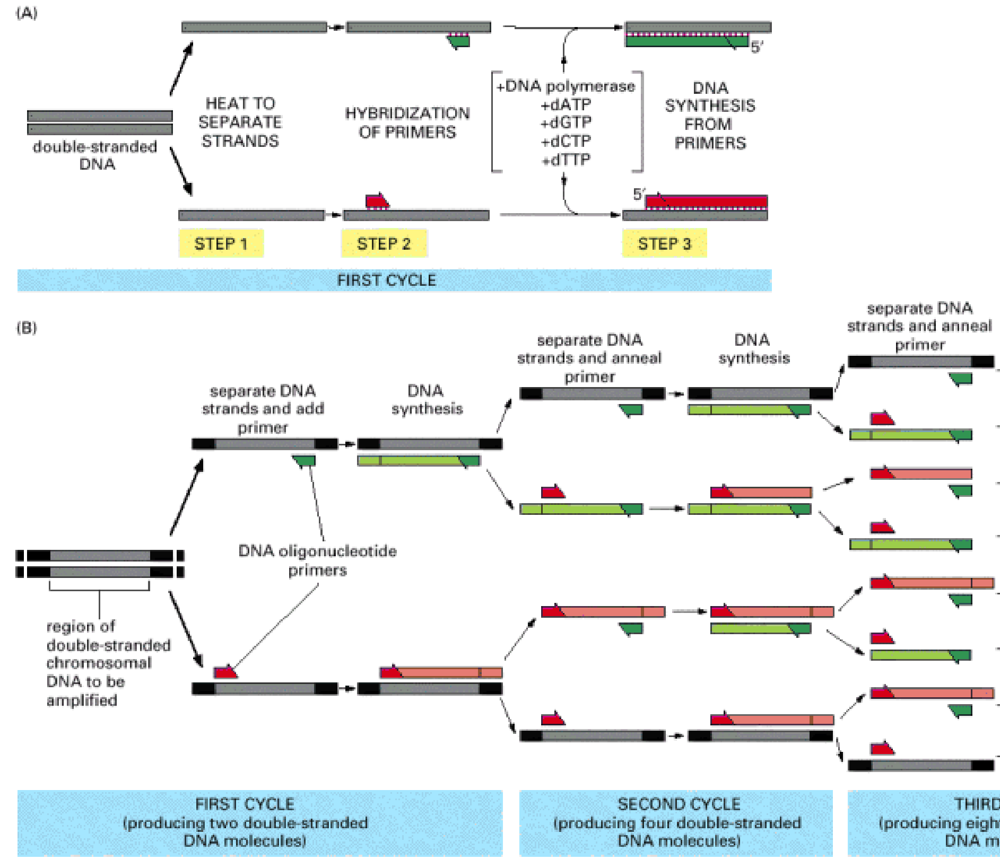 (A)
HEAT TO
SEPARATE
STRANDS
double-stranded
DNA
HYBRIDIZATION
OF PRIMERS
+DNA polymerase
+dATP
+dGTP
+dCTP
+dTTP
DNA
SYNTHESIS
FROM
PRIMERS
5′
5′
STEP 1
STEP 2
STEP 3
FIRST CYCLE
(B)
separate DNA
strands and add
primer
DNA
synthesis
separate DNA
strands and anneal
primer
DNA
synthesis
separate DNA
strands and anneal
primer
DNA oligonucleotide
primers
region of
double-stranded
chromosomal
DNA to be
amplified
FIRST CYCLE
(producing two double-stranded
DNA molecules)
SECOND CYCLE
(producing four double-stranded
DNA molecules)
THIRD
(producing eigh
DNA m